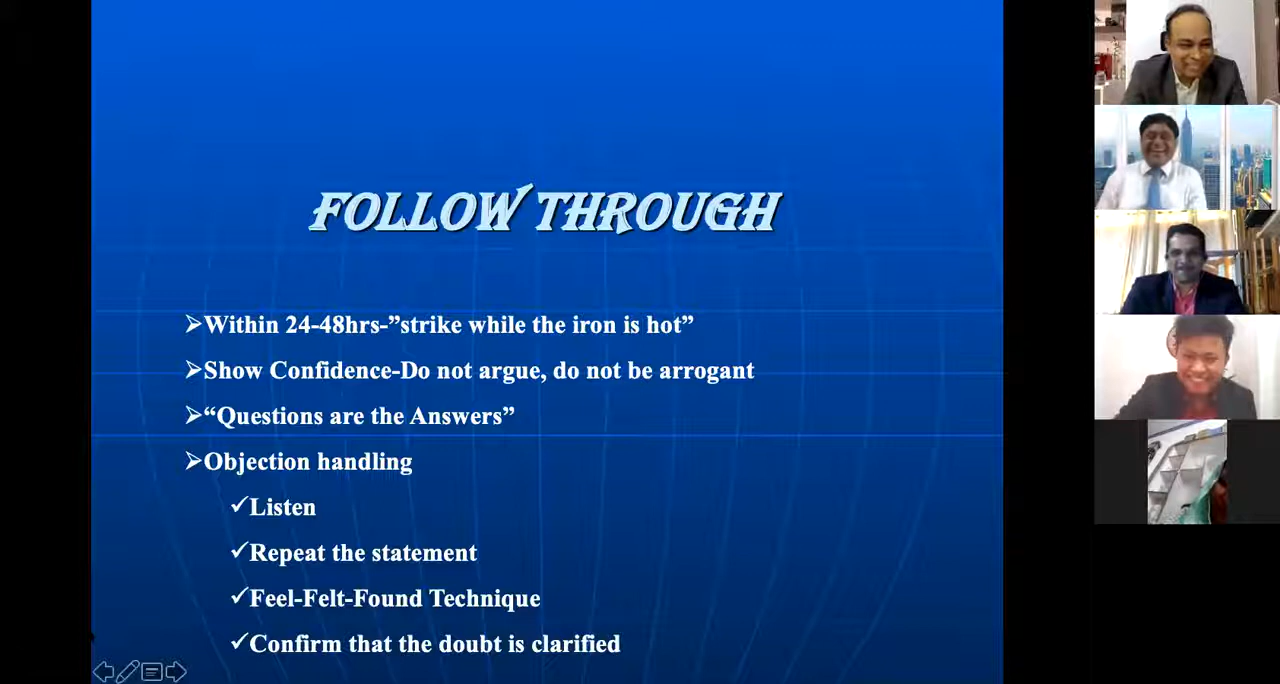 FOLLOW THROUGH
Within 24-48hrs-”strike while the iron is hot”
Show Confidence-Do not argue, do not be arrogant
“Questions are the Answers”
Objection handling
Listen
Repeat the statement
Feel-Felt-Found Technique
Confirm that the doubt is clarified